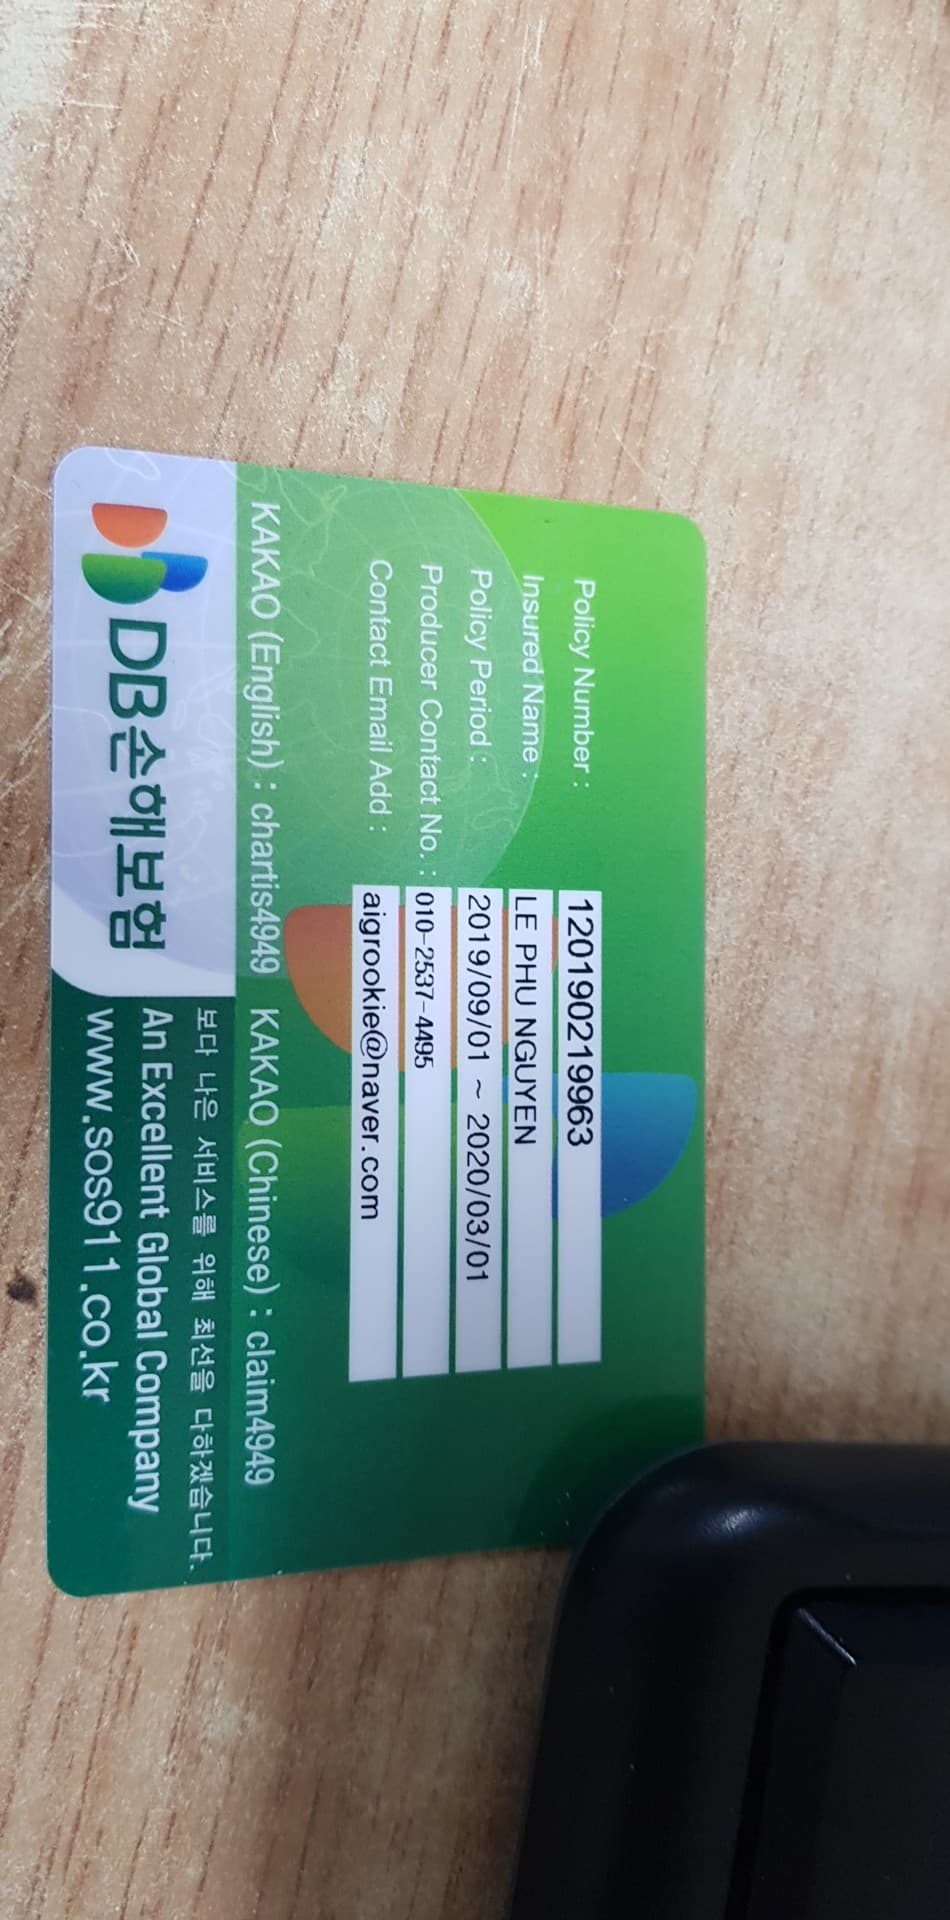 Policy Number : 120190219963
Insured Name : LE PHU NGUYEN
Policy Period : 2019/09/01 ~ 2020/03/01
Producer Contact No. : 010-2537-4495
Contact Email Add : aigrookie@naver.com
KAKAO (English) : chartis4949 KAKAO (Chinese) : claim4949
DB손해보험
보다 나은 서비스를 위해 최선을 다하겠습니다.
An Excellent Global Company
www.sos911.co.kr